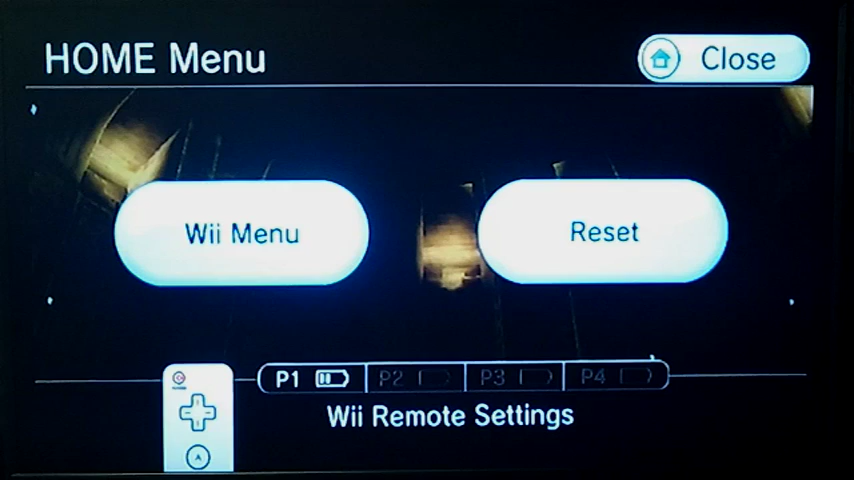 HOME Menu
Close
Wii Menu
Reset
P1 P2 P3 P4
Wii Remote Settings
A